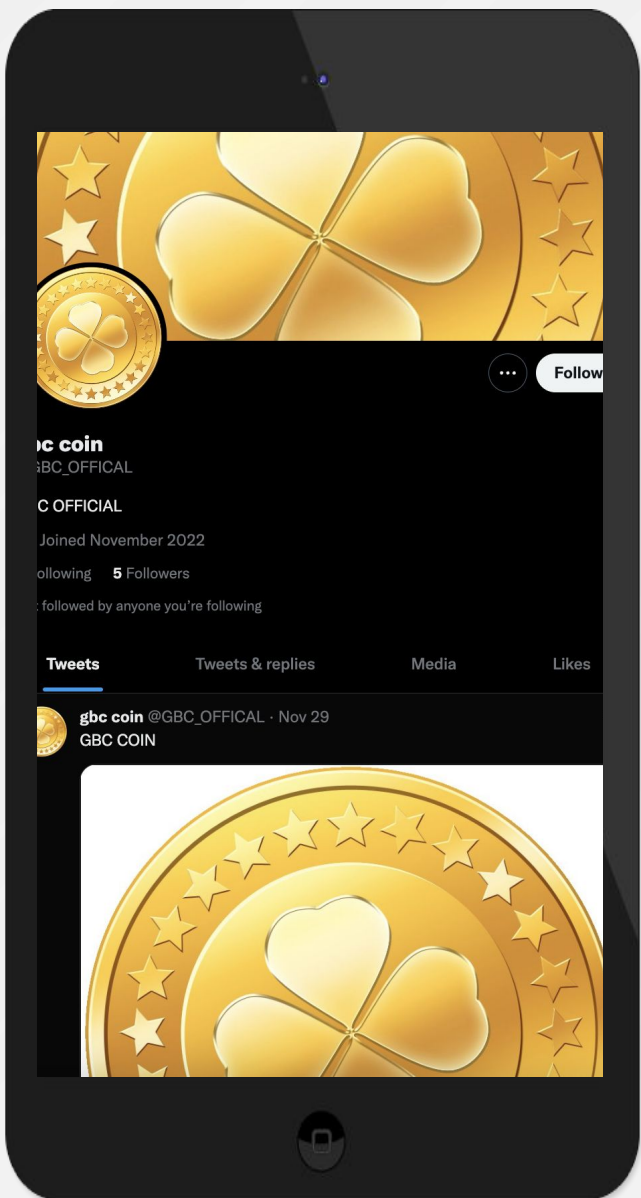 Follow
bc coin
GBC_OFFICAL
C OFFICIAL
Joined November 2022
ollowing 5 Followers
followed by anyone you're following
Tweets Tweets & replies Media Likes
gbc coin @GBC_OFFICAL · Nov 29
GBC COIN